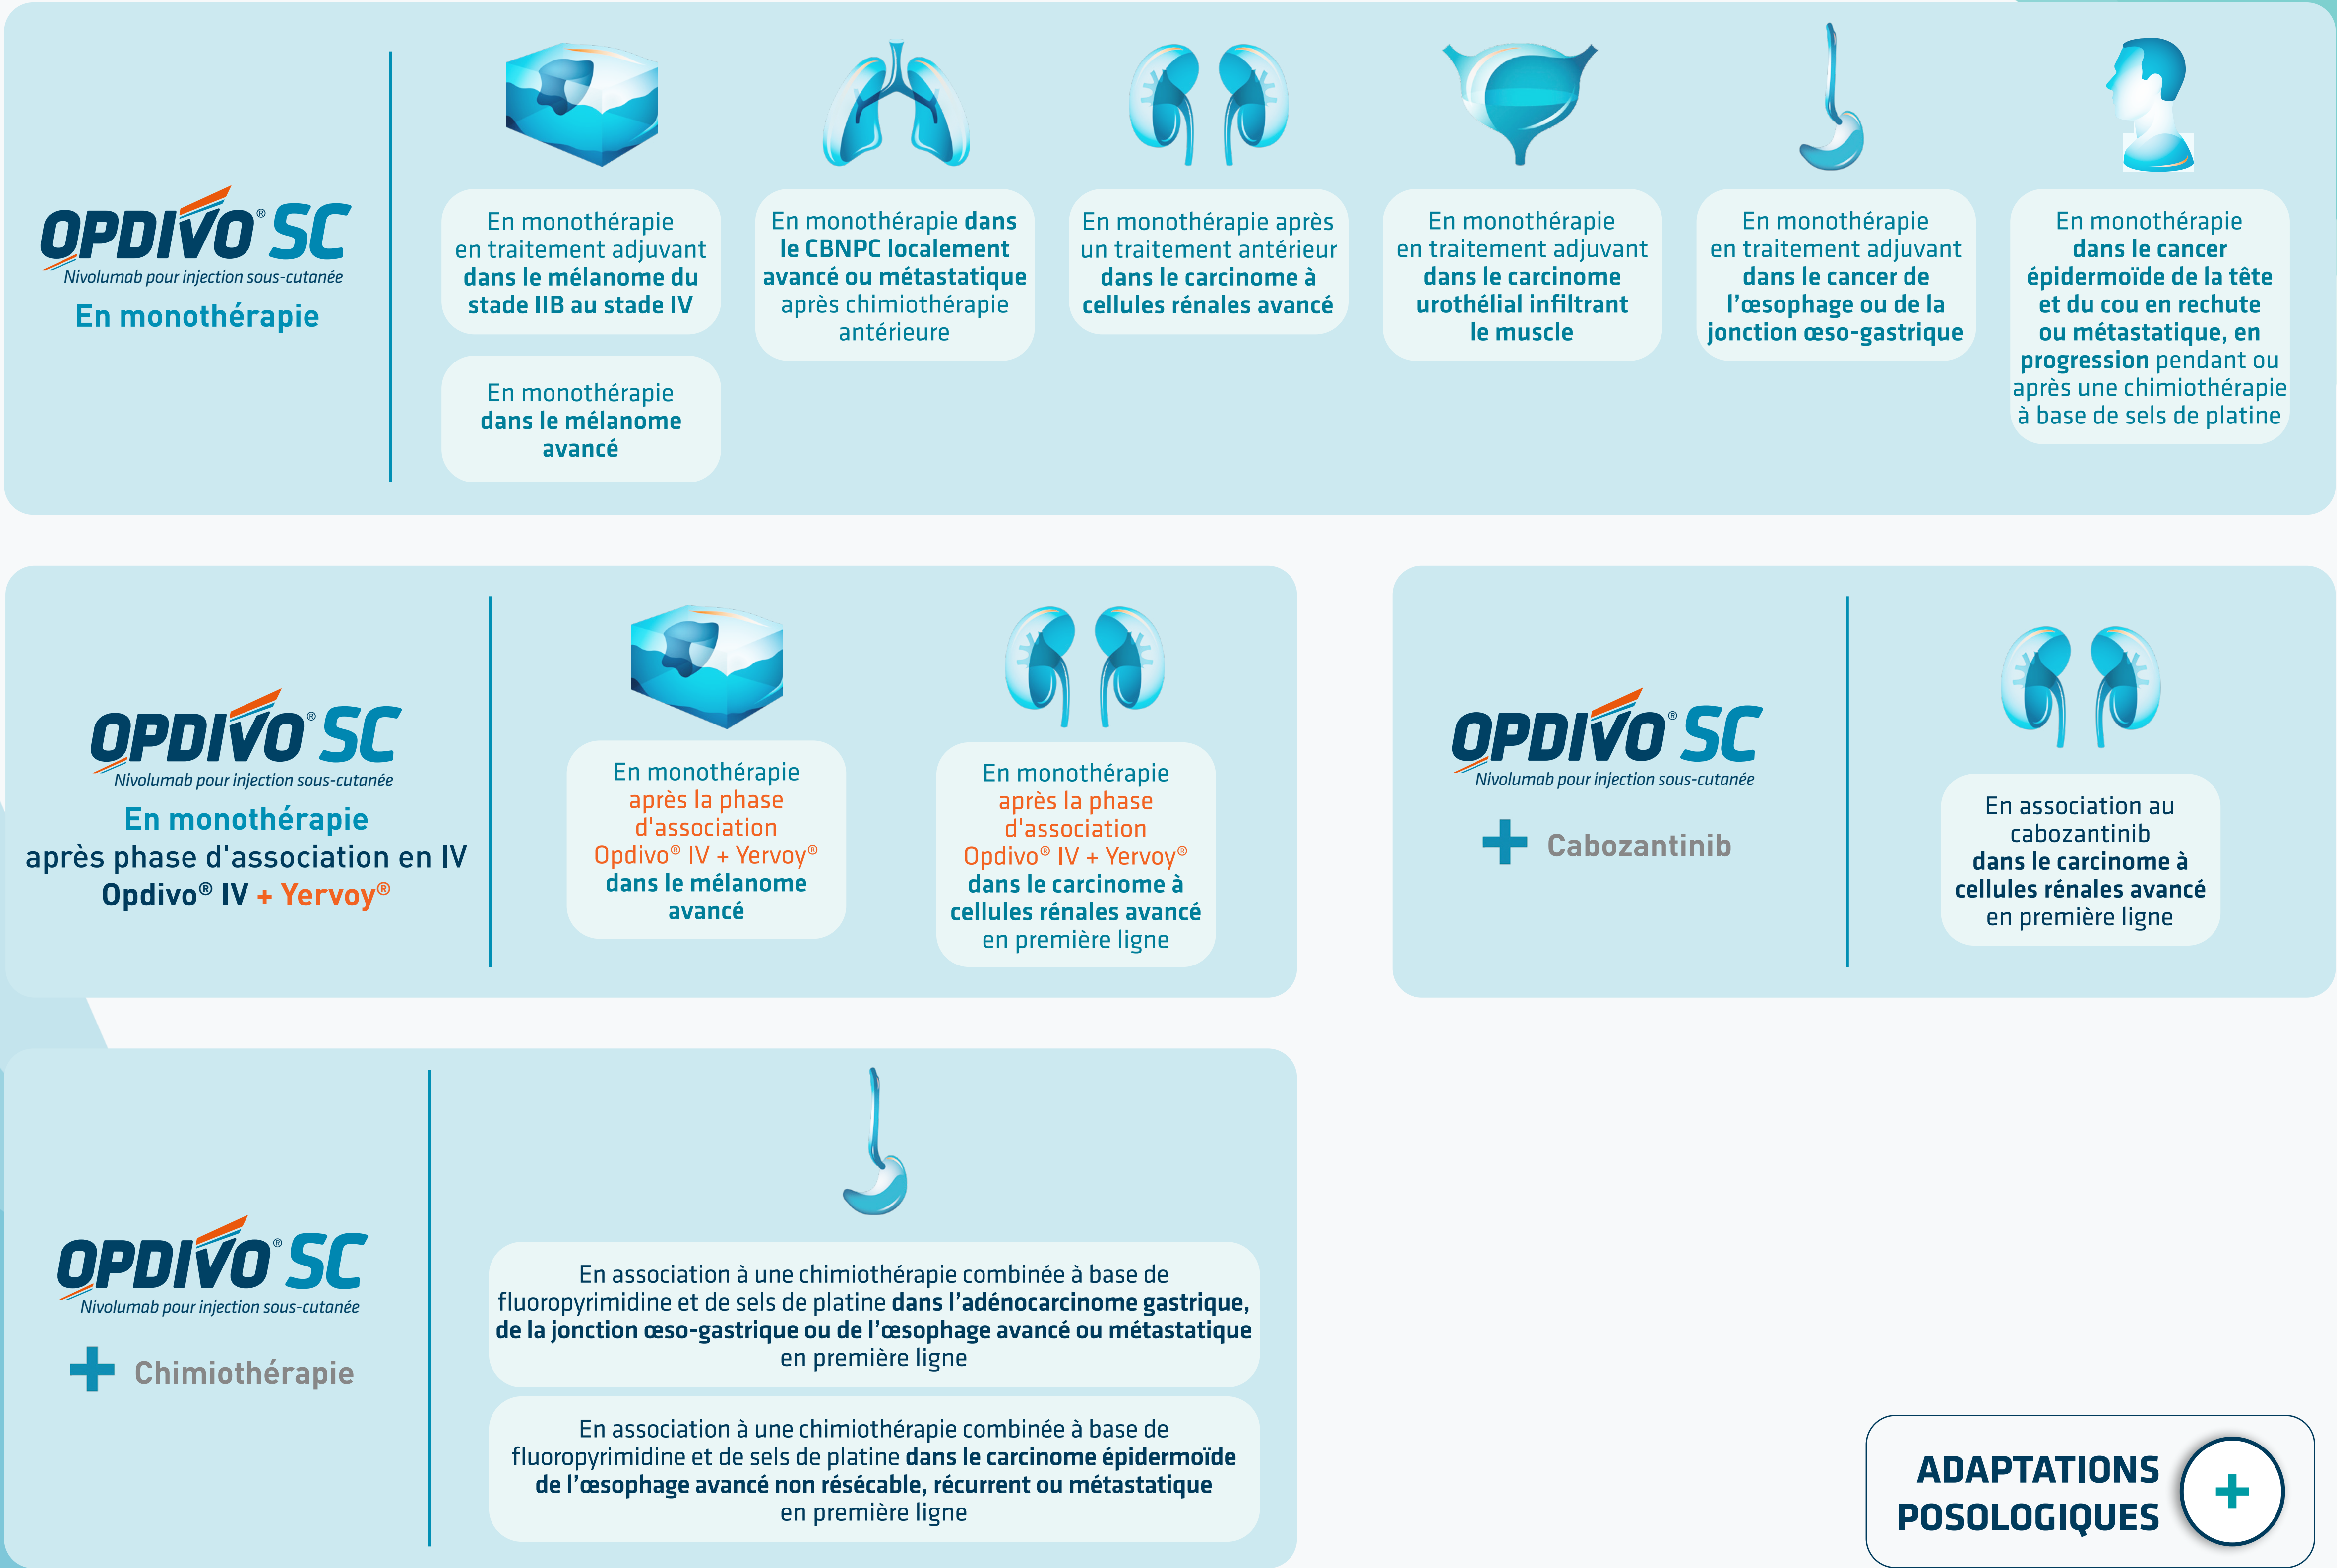 OPDIVO® SC
Nivolumab pour injection sous-cutanée
En monothérapie
En monothérapie
en traitement adjuvant
dans le mélanome du
stade IIB au stade IV
En monothérapie
dans le mélanome
avancé
En monothérapie dans
le CBNPC localement
avancé ou métastatique
après chimiothérapie
antérieure
En monothérapie après
un traitement antérieur
dans le carcinome à
cellules rénales avancé
En monothérapie
en traitement adjuvant
dans le carcinome
urothélial infiltrant
le muscle
En monothérapie
en traitement adjuvant
dans le cancer de
l’œsophage ou de la
jonction œso-gastrique
En monothérapie
dans le cancer
épidermoïde de la tête
et du cou en rechute
ou métastatique, en
progression pendant ou
après une chimiothérapie
à base de sels de platine
OPDIVO® SC
Nivolumab pour injection sous-cutanée
En monothérapie
après phase d'association en IV
Opdivo® IV + Yervoy®
En monothérapie
après la phase
d'association
Opdivo® IV + Yervoy®
dans le mélanome
avancé
En monothérapie
après la phase
d'association
Opdivo® IV + Yervoy®
dans le carcinome à
cellules rénales avancé
en première ligne
OPDIVO® SC
Nivolumab pour injection sous-cutanée
+ Cabozantinib
En association au
cabozantinib
dans le carcinome à
cellules rénales avancé
en première ligne
OPDIVO® SC
Nivolumab pour injection sous-cutanée
+ Chimiothérapie
En association à une chimiothérapie combinée à base de
fluoropyrimidine et de sels de platine dans l’adénocarcinome gastrique,
de la jonction œso-gastrique ou de l’œsophage avancé ou métastatique
en première ligne
En association à une chimiothérapie combinée à base de
fluoropyrimidine et de sels de platine dans le carcinome épidermoïde
de l’œsophage avancé non résécable, récurrent ou métastatique
en première ligne
ADAPTATIONS
POSOLOGIQUES +